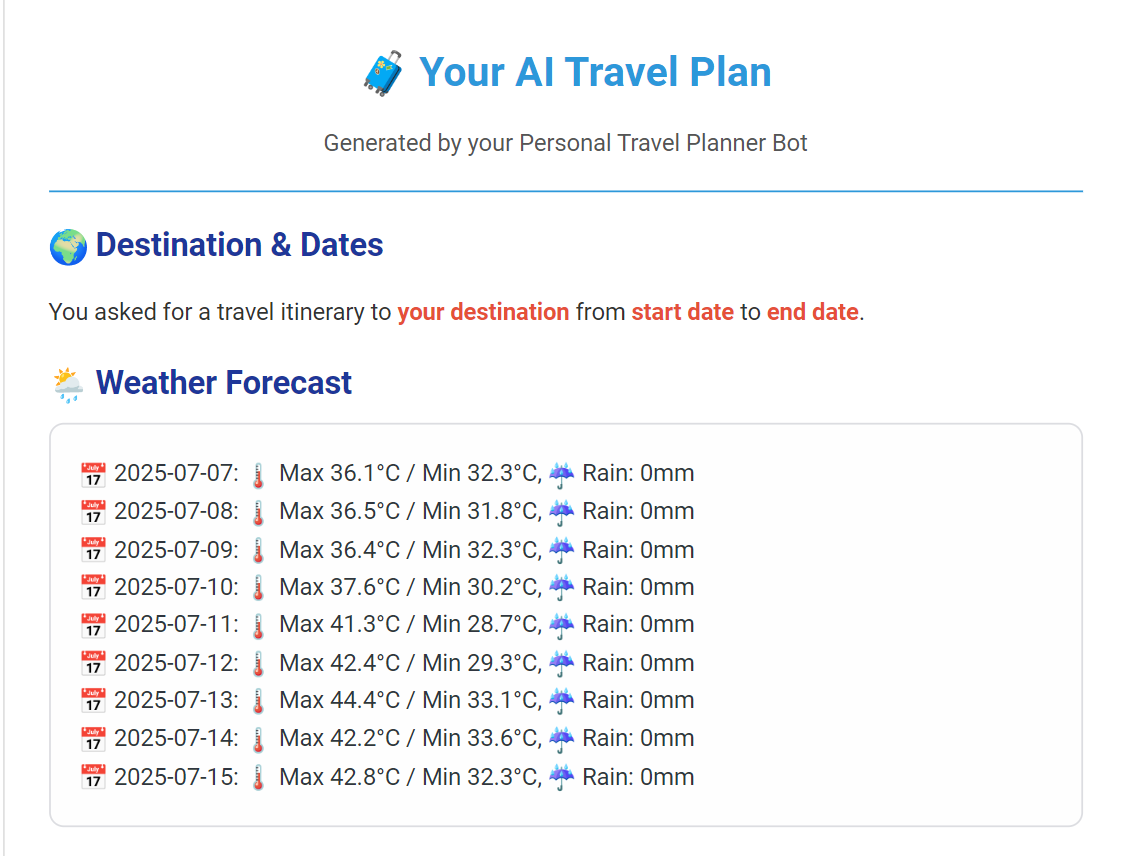 🧳 Your AI Travel Plan
Generated by your Personal Travel Planner Bot
🌍 Destination & Dates
You asked for a travel itinerary to your destination from start date to end date.
🌦️ Weather Forecast
📅 2025-07-07: 🌡️ Max 36.1°C / Min 32.3°C, ☔ Rain: 0mm
📅 2025-07-08: 🌡️ Max 36.5°C / Min 31.8°C, ☔ Rain: 0mm
📅 2025-07-09: 🌡️ Max 36.4°C / Min 32.3°C, ☔ Rain: 0mm
📅 2025-07-10: 🌡️ Max 37.6°C / Min 30.2°C, ☔ Rain: 0mm
📅 2025-07-11: 🌡️ Max 41.3°C / Min 28.7°C, ☔ Rain: 0mm
📅 2025-07-12: 🌡️ Max 42.4°C / Min 29.3°C, ☔ Rain: 0mm
📅 2025-07-13: 🌡️ Max 44.4°C / Min 33.1°C, ☔ Rain: 0mm
📅 2025-07-14: 🌡️ Max 42.2°C / Min 33.6°C, ☔ Rain: 0mm
📅 2025-07-15: 🌡️ Max 42.8°C / Min 32.3°C, ☔ Rain: 0mm